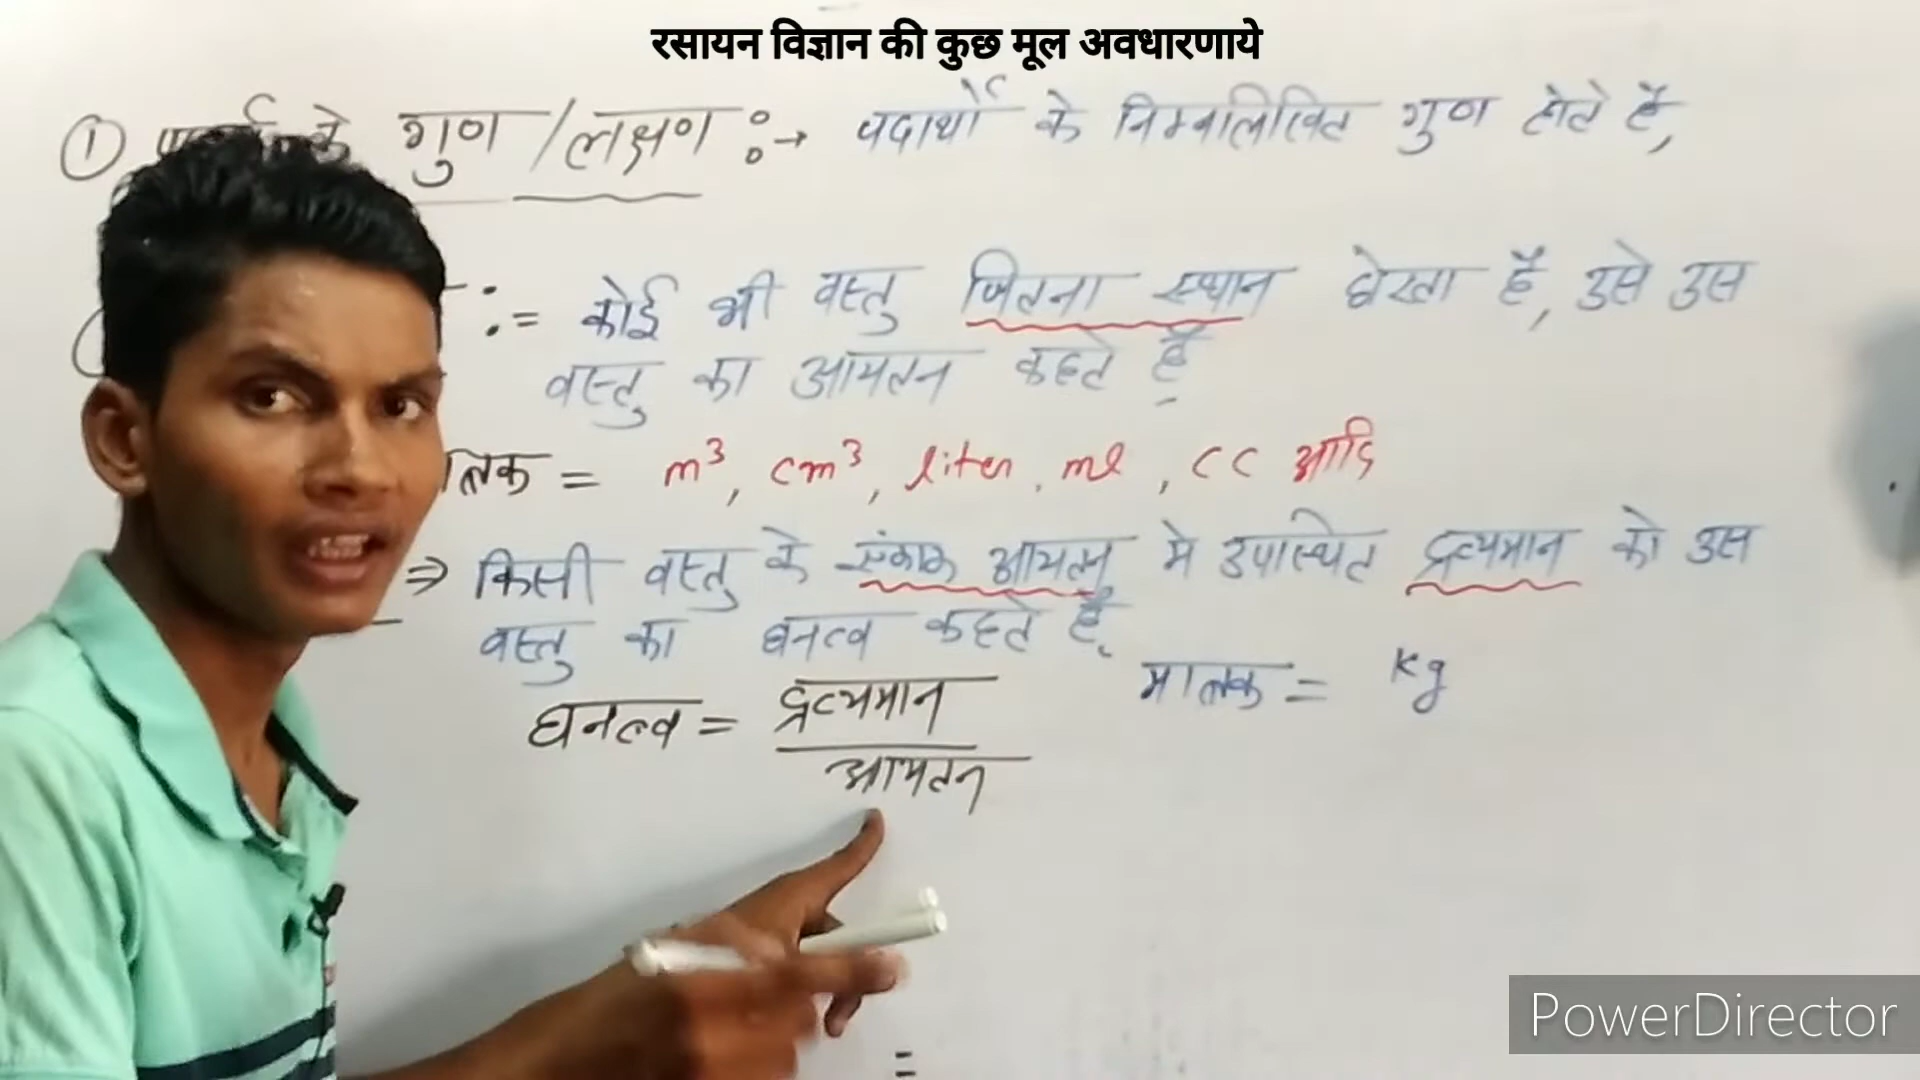 रसायन विज्ञान की कुछ मूल अवधारणाये
① के गुण /लक्षण :→ पदार्थों के निम्नलिखित गुण होते हैं,
:= कोई भी वस्तु जितना स्थान घेरता है, उसे उस
वस्तु का आयतन कहते हैं
= m³, cm³, liter, ml, CC आदि
⇒ किसी वस्तु के एंकाक आयतन मे उपस्थित द्रव्यमान को उस
वस्तु का घनत्व कहते हैं
घनत्व = द्रव्यमान
आयतन
मात्रक = Kg
=
PowerDirector